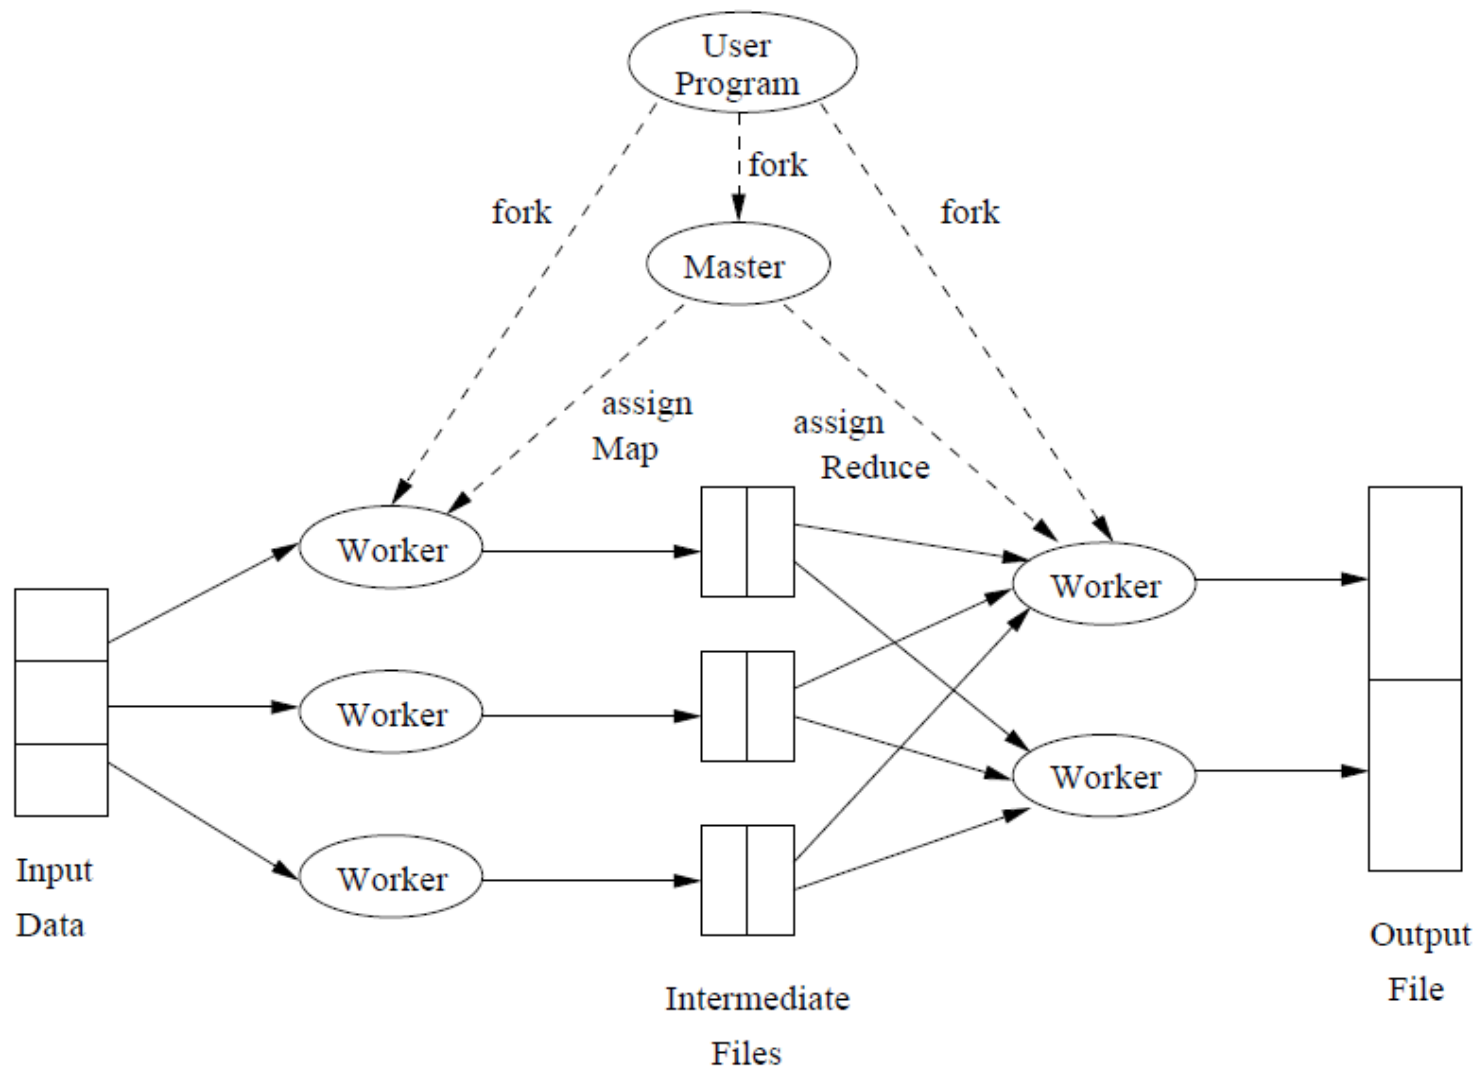 User
Program
fork
fork
fork
Master
assign
Map
assign
Reduce
Worker
Worker
Worker
Worker
Worker
Input
Data
Intermediate
Files
Output
File